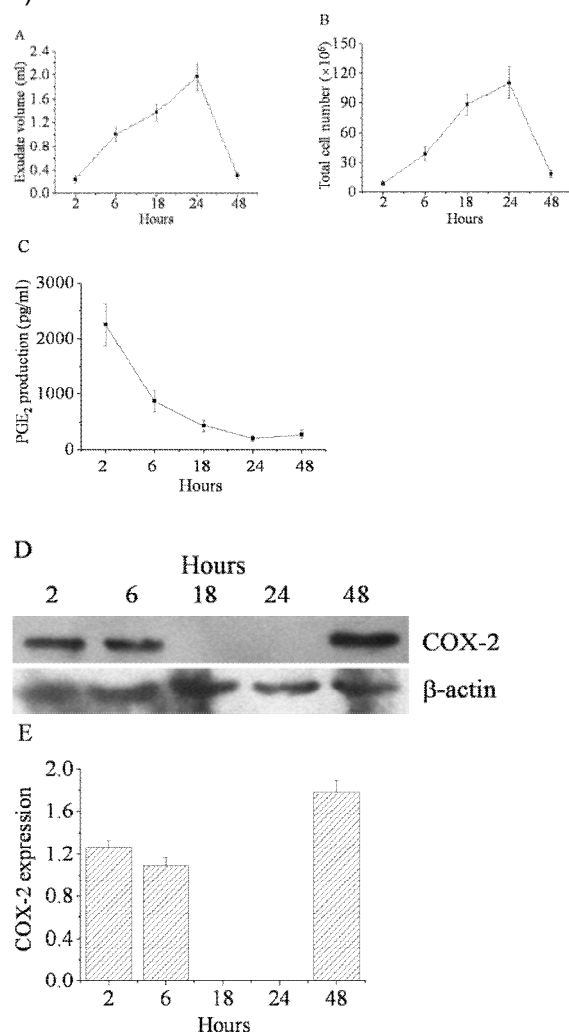 A
Exudate volume (ml)
2.4
2.0
1.6
1.2
0.8
0.4
0.0
2 6 18 24 48
Hours
B
Total cell number (×10⁶)
150
120
90
60
30
0
2 6 18 24 48
Hours
C
PGE₂ production (pg/ml)
3000
2000
1000
0
2 6 18 24 48
Hours
D
Hours
2 6 18 24 48
COX-2
β-actin
E
COX-2 expression
2.0
1.6
1.2
0.8
0.4
0.0
2 6 18 24 48
Hours